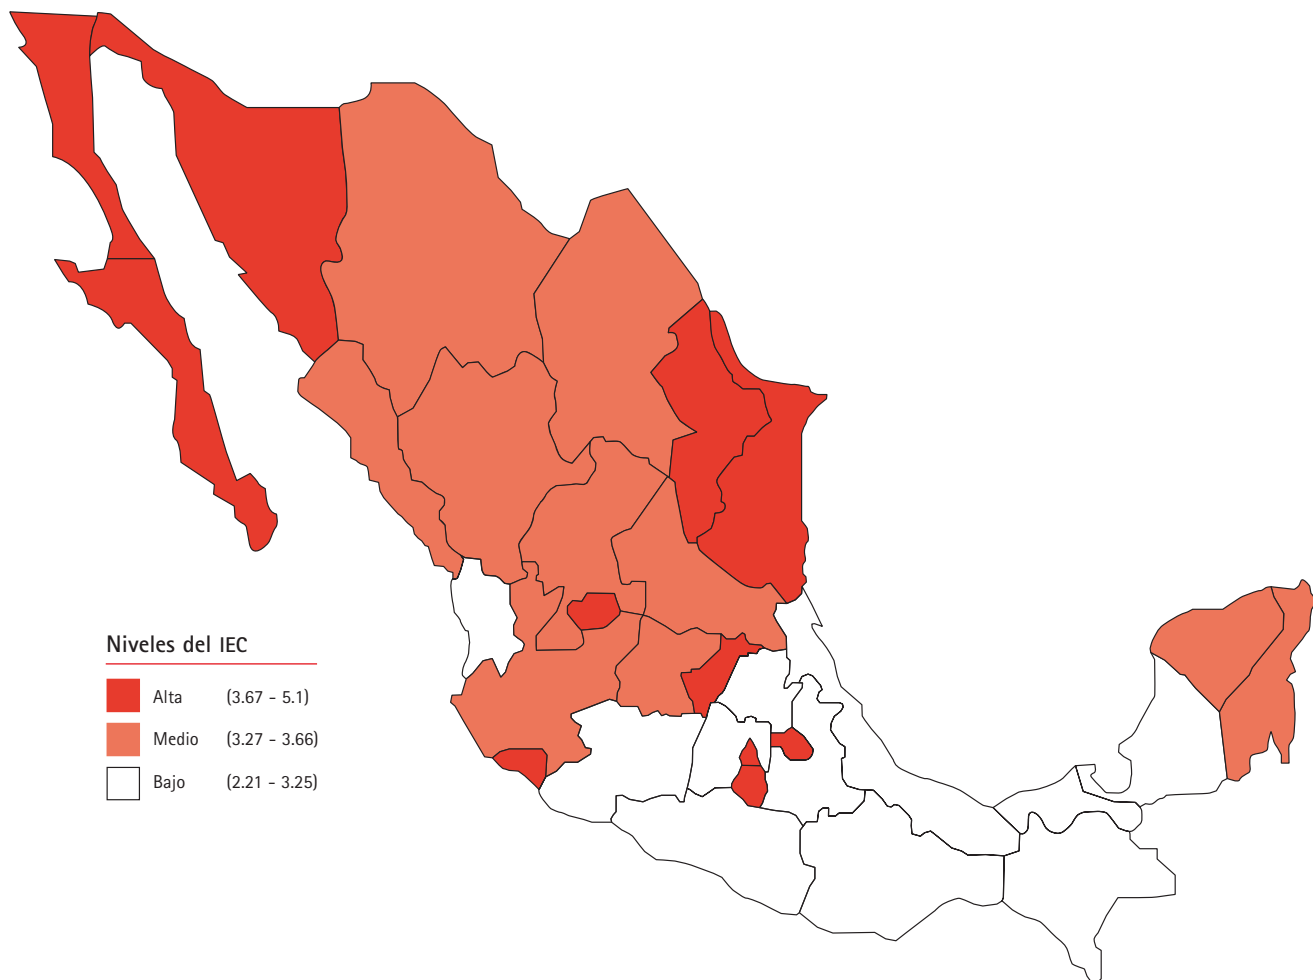 Niveles del IEC
Alta (3.67 - 5.1)
Medio (3.27 - 3.66)
Bajo (2.21 - 3.25)